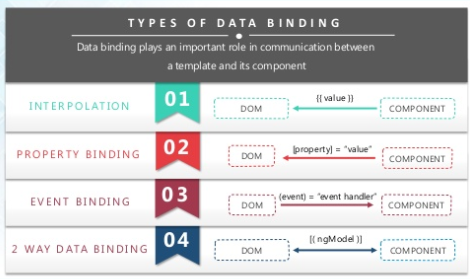 TYPES OF DATA BINDING
Data binding plays an important role in communication between
a template and its component
INTERPOLATION
01
DOM
{{ value }}
COMPONENT
PROPERTY BINDING
02
DOM
[property] = "value"
COMPONENT
EVENT BINDING
03
DOM
(event) = "event handler"
COMPONENT
2 WAY DATA BINDING
04
DOM
[( ngModel )]
COMPONENT